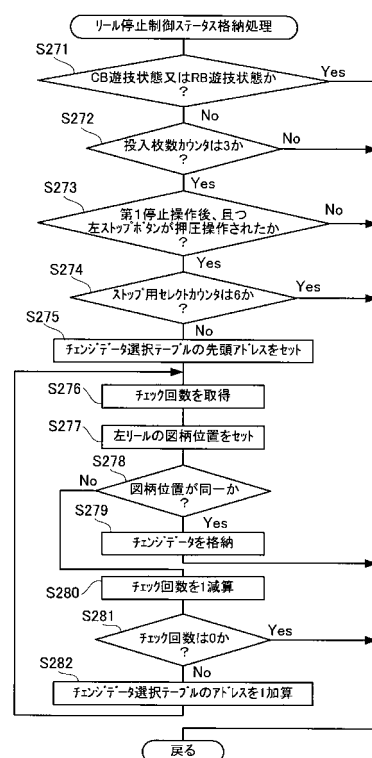 リール停止制御ステータス格納処理
S271
CB遊技状態又はRB遊技状態か
?
Yes
No
S272
投入枚数カウンタは3か
?
No
Yes
S273
第1停止操作後、且つ
左ストップボタンが押圧操作されたか
?
No
Yes
S274
ストップ用セレクトカウンタは6か
?
Yes
No
S275
チェンジデータ選択テーブルの先頭アドレスをセット
S276
チェック回数を取得
S277
左リールの図柄位置をセット
S278
No
図柄位置が同一か
?
Yes
S279
チェンジデータを格納
S280
チェック回数を1減算
S281
チェック回数は0か
?
Yes
No
S282
チェンジデータ選択テーブルのアドレスを1加算
戻る